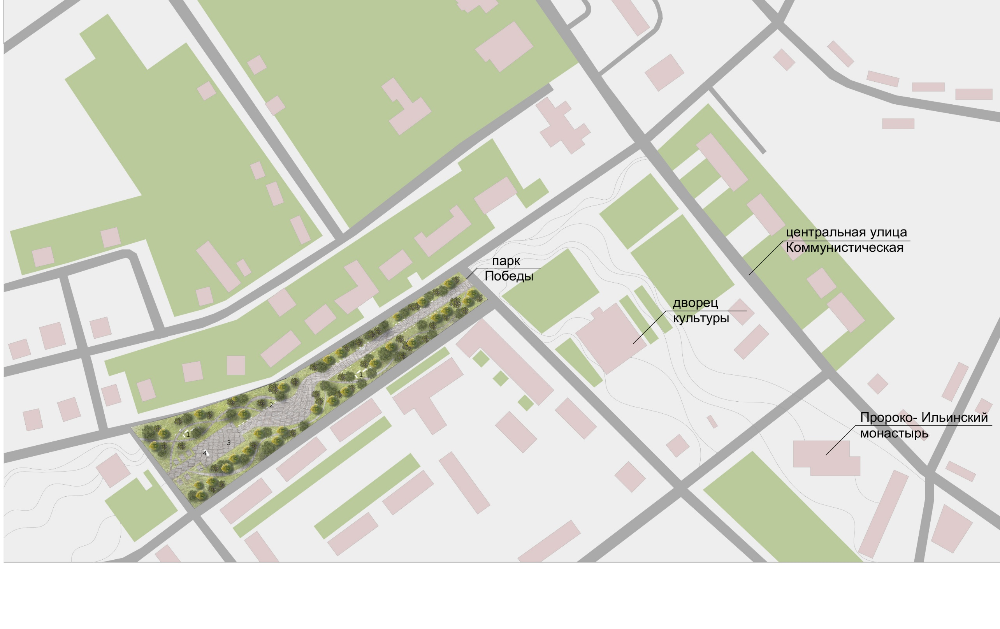 центральная улица
Коммунистическая
парк
Победы
дворец
культуры
1
2
Пророко- Ильинский
монастырь
1
3
4